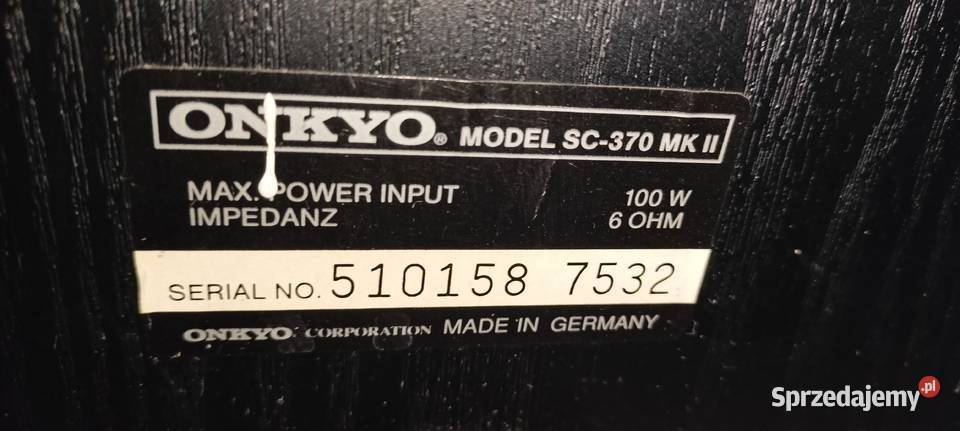 ONKYO® MODEL SC-370 MK II
MAX. POWER INPUT 100 W
IMPEDANZ 6 OHM
SERIAL NO. 510158 7532
ONKYO CORPORATION MADE IN GERMANY
Sprzedajemy.pl